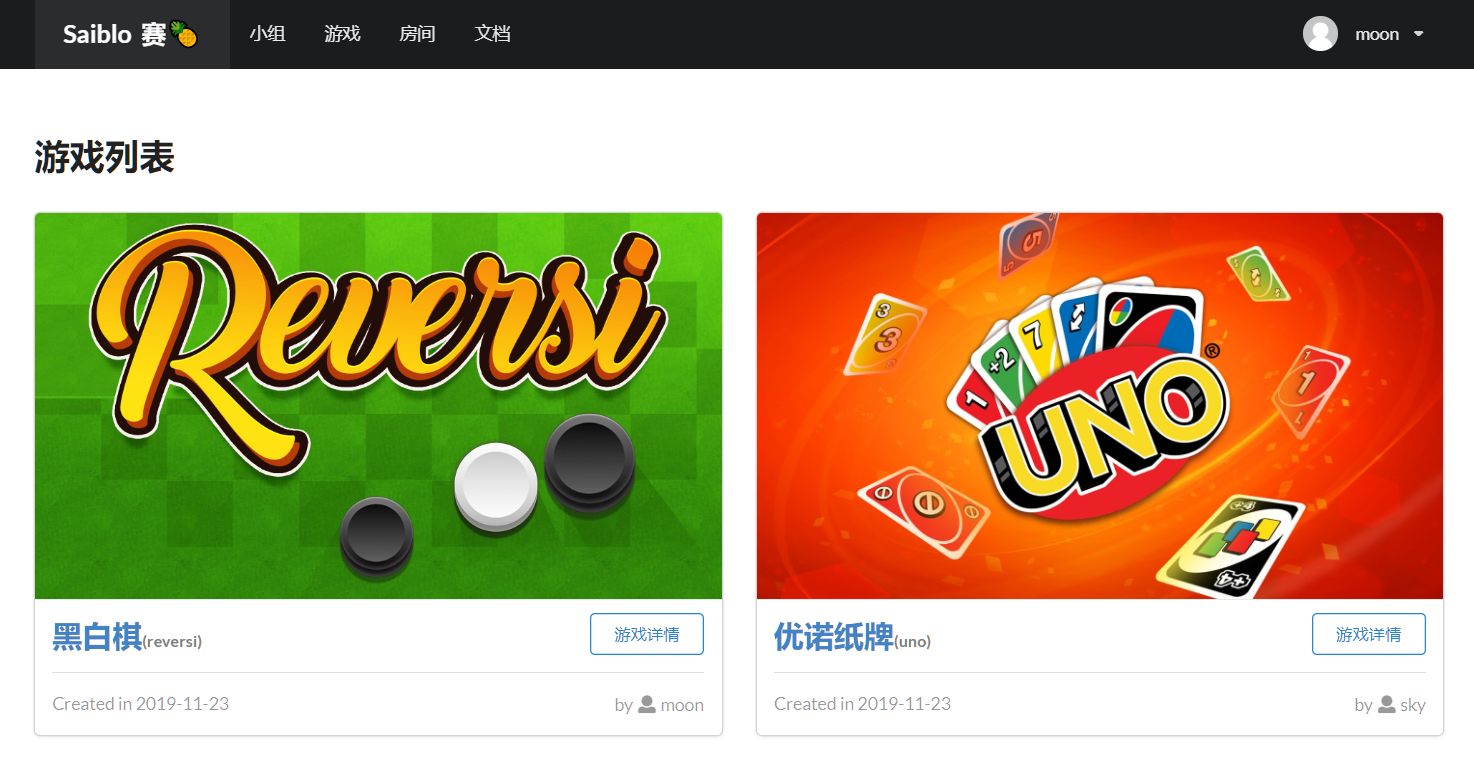 Saiblo 赛🍍 小组 游戏 房间 文档 moon
游戏列表
Reversi
UNO®
黑白棋(reversi) 游戏详情
Created in 2019-11-23 by moon
优诺纸牌(uno) 游戏详情
Created in 2019-11-23 by sky